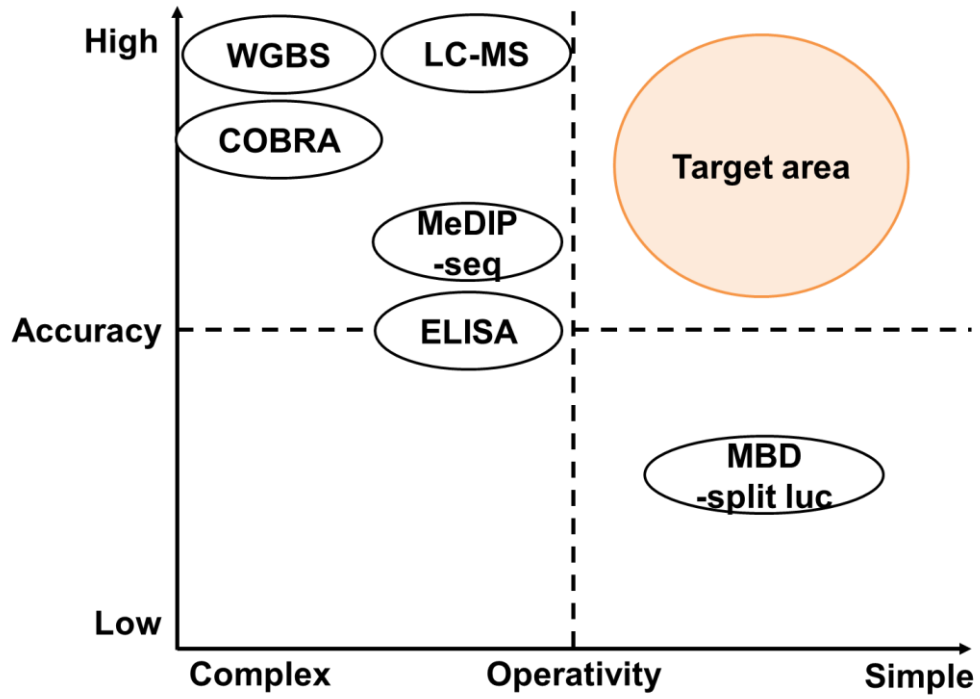 High
WGBS
LC-MS
COBRA
Target area
MeDIP
-seq
Accuracy
ELISA
MBD
-split luc
Low
Complex
Operativity
Simple